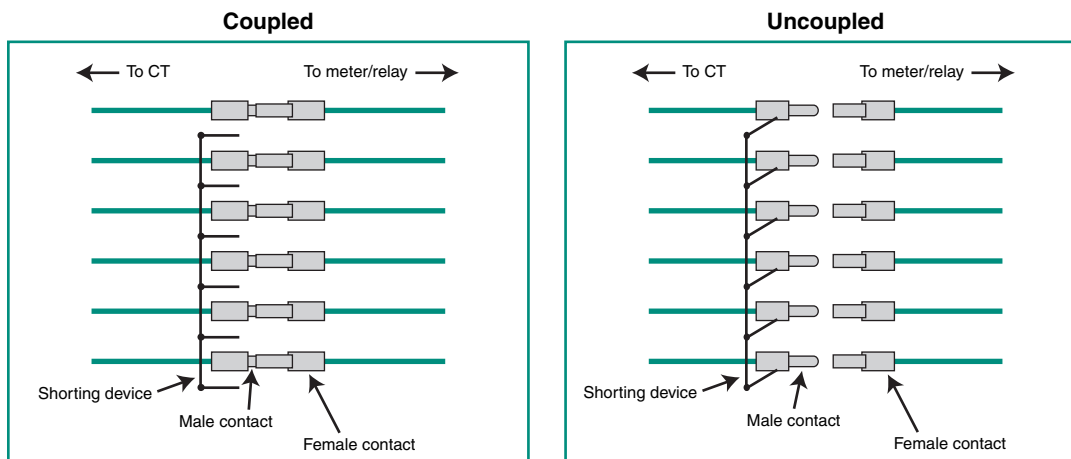 Coupled
To CT
To meter/relay
Shorting device
Male contact
Female contact
Uncoupled
To CT
To meter/relay
Shorting device
Male contact
Female contact